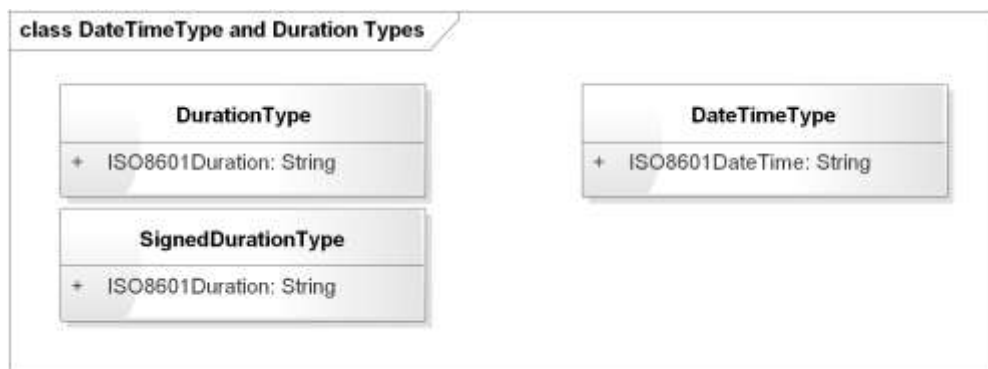 class DateTimeType and Duration Types
DurationType
+ ISO8601Duration: String
DateTimeType
+ ISO8601DateTime: String
SignedDurationType
+ ISO8601Duration: String